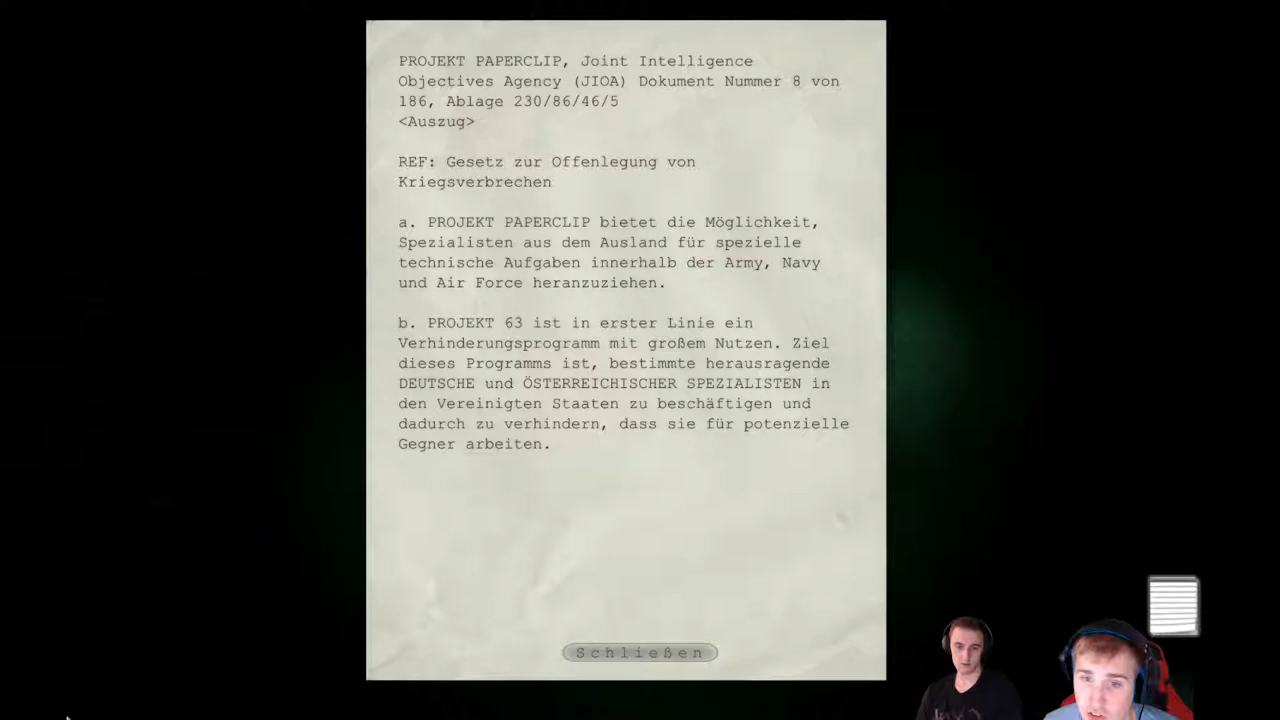 PROJEKT PAPERCLIP, Joint Intelligence
Objectives Agency (JIOA) Dokument Nummer 8 von
186, Ablage 230/86/46/5
<Auszug>
REF: Gesetz zur Offenlegung von
Kriegsverbrechen
a. PROJEKT PAPERCLIP bietet die Möglichkeit,
Spezialisten aus dem Ausland für spezielle
technische Aufgaben innerhalb der Army, Navy
und Air Force heranzuziehen.
b. PROJEKT 63 ist in erster Linie ein
Verhinderungsprogramm mit großem Nutzen. Ziel
dieses Programms ist, bestimmte herausragende
DEUTSCHE und ÖSTERREICHISCHER SPEZIALISTEN in
den Vereinigten Staaten zu beschäftigen und
dadurch zu verhindern, dass sie für potenzielle
Gegner arbeiten.
Schließen